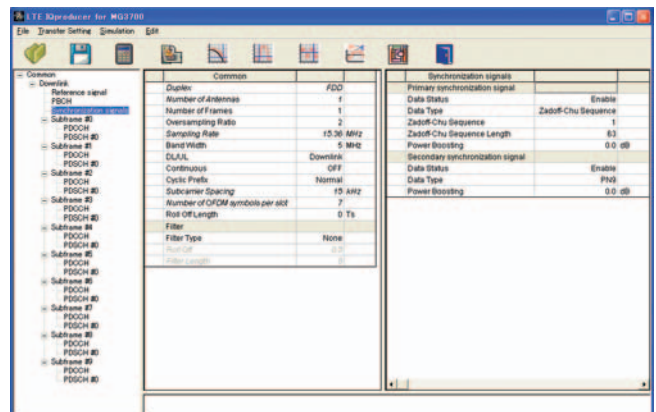 LTE IQproducer for MG3700
File Transfer Setting Simulation Edit
Common
Downlink
Reference signal
PBCH
Synchronization signals
Subframe #0
PDCCH
PDSCH #0
Subframe #1
PDCCH
PDSCH #0
Subframe #2
PDCCH
PDSCH #0
Subframe #3
PDCCH
PDSCH #0
Subframe #4
PDCCH
PDSCH #0
Subframe #5
PDCCH
PDSCH #0
Subframe #6
PDCCH
PDSCH #0
Subframe #7
PDCCH
PDSCH #0
Subframe #8
PDCCH
PDSCH #0
Subframe #9
PDCCH
PDSCH #0
Common
Duplex FDD
Number of Antennas 1
Number of Frames 1
Oversampling Ratio 2
Sampling Rate 15.36 MHz
Band Width 5 MHz
DL/UL Downlink
Continuous OFF
Cyclic Prefix Normal
Subcarrier Spacing 15 kHz
Number of OFDM symbols per slot 7
Roll Off Length 0 Ts
Filter
Filter Type None
Roll Off
Filter Length
Synchronization signals
Primary synchronization signal
Data Status Enable
Data Type Zadoff-Chu Sequence
Zadoff-Chu Sequence 1
Zadoff-Chu Sequence Length 63
Power Boosting 0.0 dB
Secondary synchronization signal
Data Status Enable
Data Type PN9
Power Boosting 0.0 dB